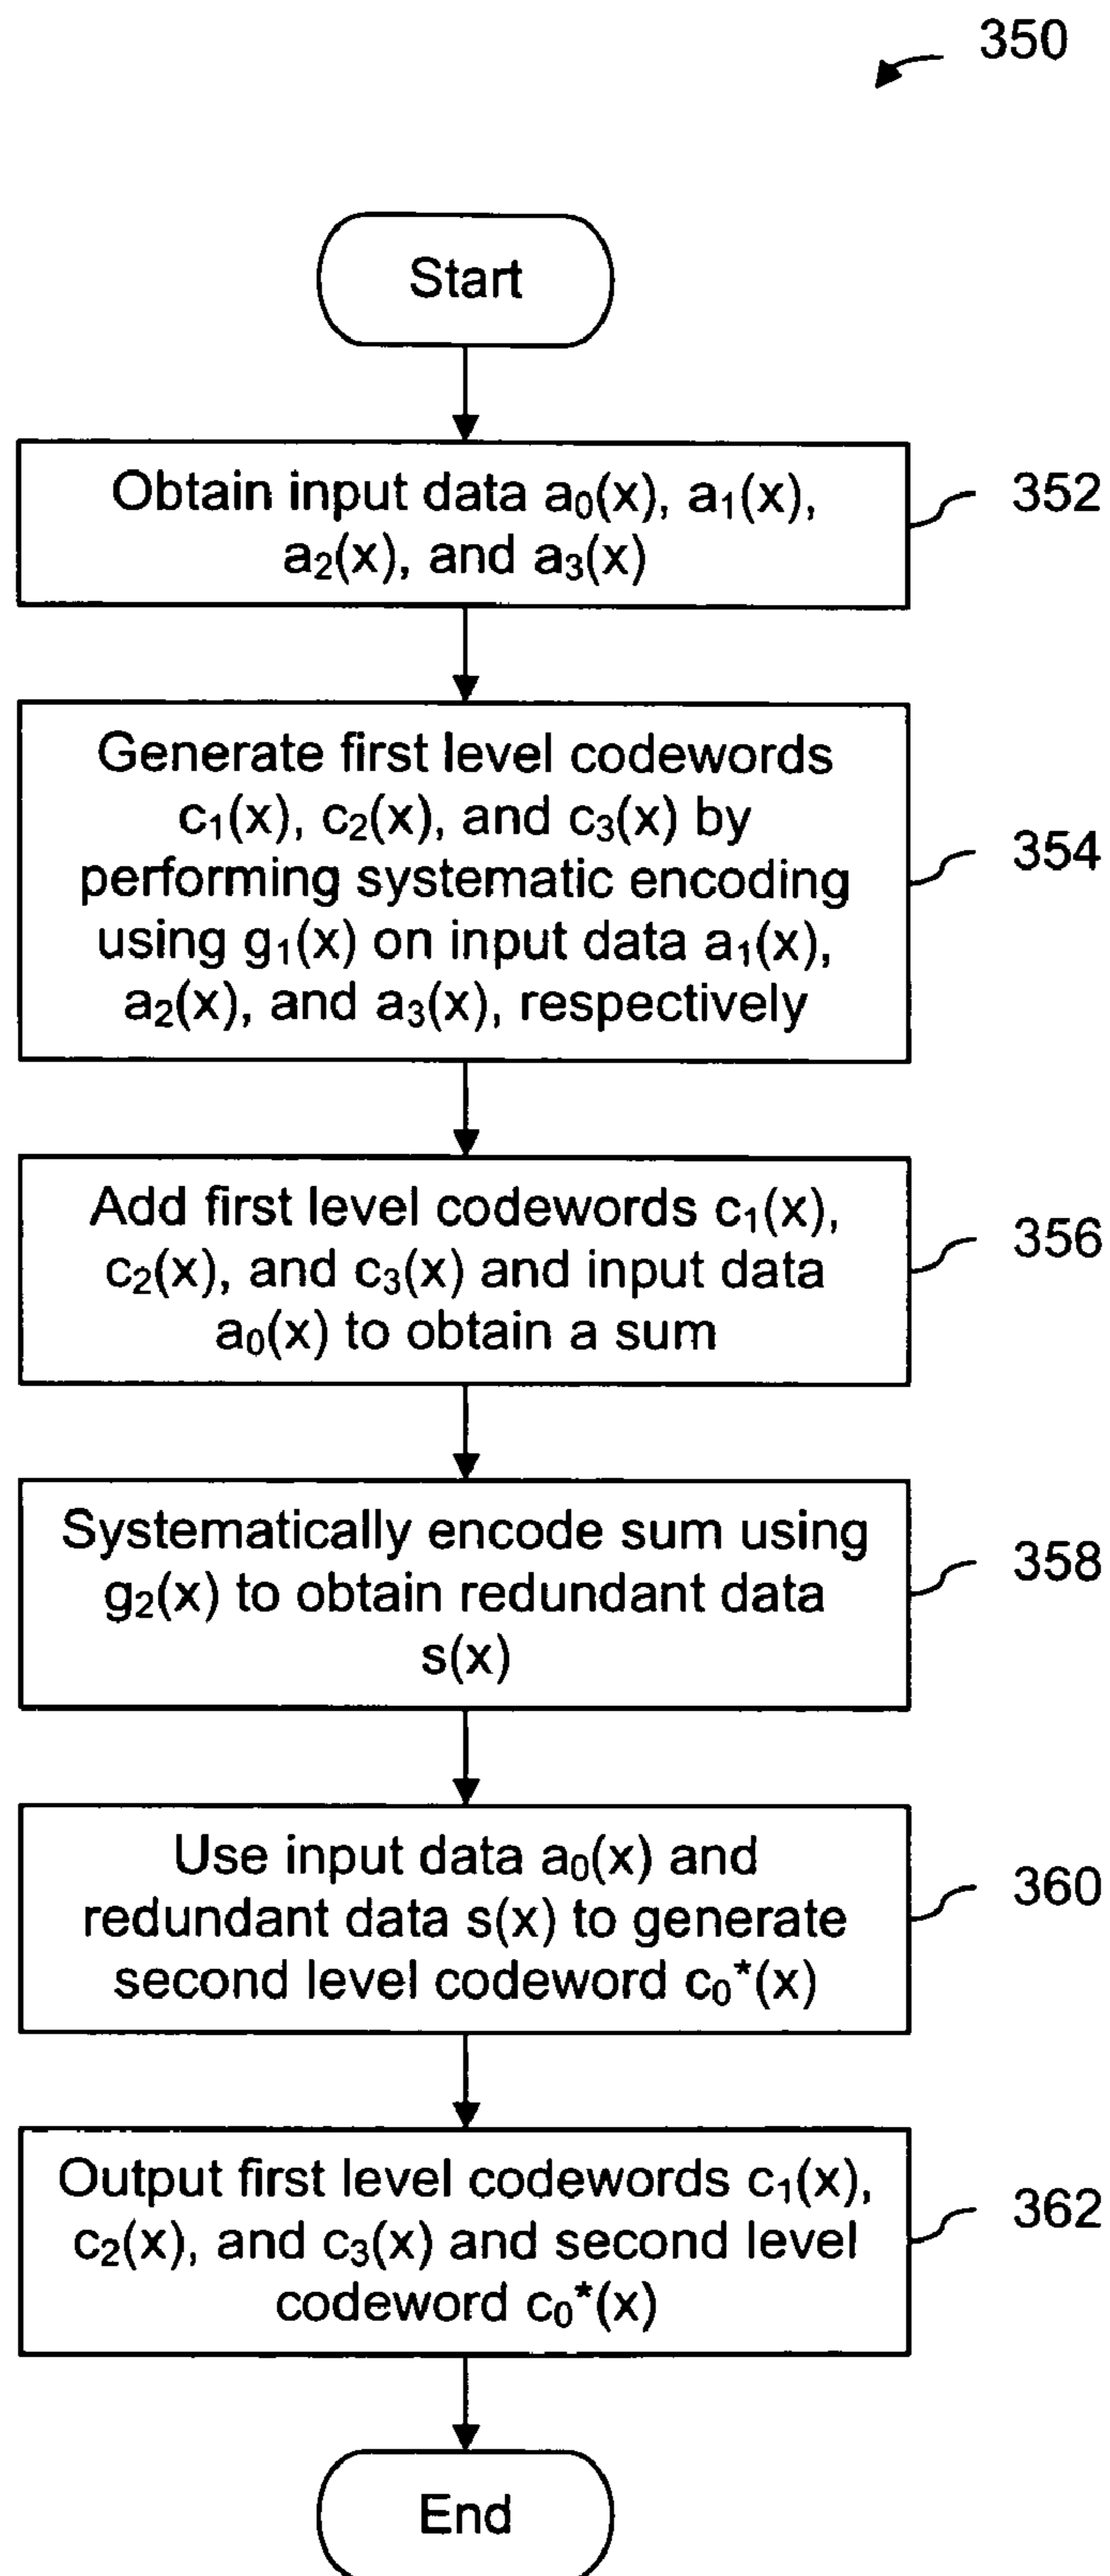 350
Start
Obtain input data a₀(x), a₁(x),
a₂(x), and a₃(x)
352
Generate first level codewords
c₁(x), c₂(x), and c₃(x) by
performing systematic encoding
using g₁(x) on input data a₁(x),
a₂(x), and a₃(x), respectively
354
Add first level codewords c₁(x),
c₂(x), and c₃(x) and input data
a₀(x) to obtain a sum
356
Systematically encode sum using
g₂(x) to obtain redundant data
s(x)
358
Use input data a₀(x) and
redundant data s(x) to generate
second level codeword c₀*(x)
360
Output first level codewords c₁(x),
c₂(x), and c₃(x) and second level
codeword c₀*(x)
362
End